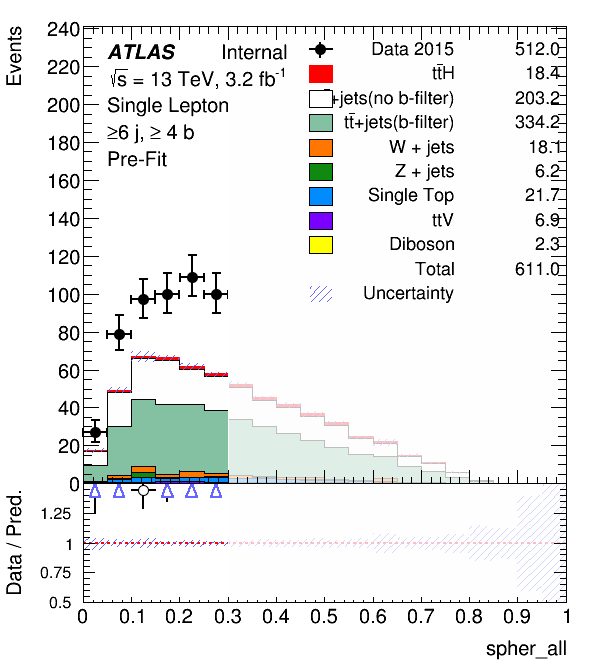 Events
240
220
200
180
160
140
120
100
80
60
40
20
0
ATLAS Internal
√s = 13 TeV, 3.2 fb-1
Single Lepton
≥6 j, ≥ 4 b
Pre-Fit
Data 2015 512.0
tt̄H 18.4
+jets(no b-filter) 203.2
tt̄+jets(b-filter) 334.2
W + jets 18.1
Z + jets 6.2
Single Top 21.7
ttV 6.9
Diboson 2.3
Total 611.0
Uncertainty
Data / Pred.
1.25
1
0.75
0.5
0 0.1 0.2 0.3 0.4 0.5 0.6 0.7 0.8 0.9 1
spher_all